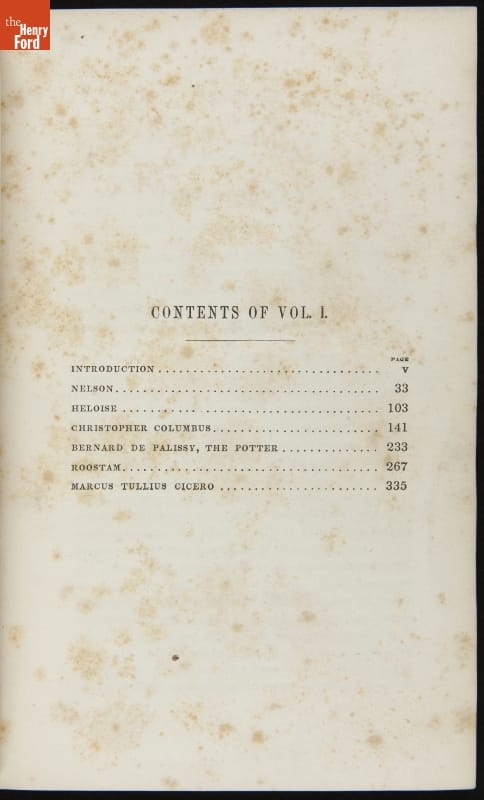 the
Henry
Ford
CONTENTS OF VOL. I.
PAGE
INTRODUCTION .............................. V
NELSON..................................... 33
HELOISE ................................... 103
CHRISTOPHER COLUMBUS....................... 141
BERNARD DE PALISSY, THE POTTER ............. 233
ROOSTAM.................................... 267
MARCUS TULLIUS CICERO ...................... 335